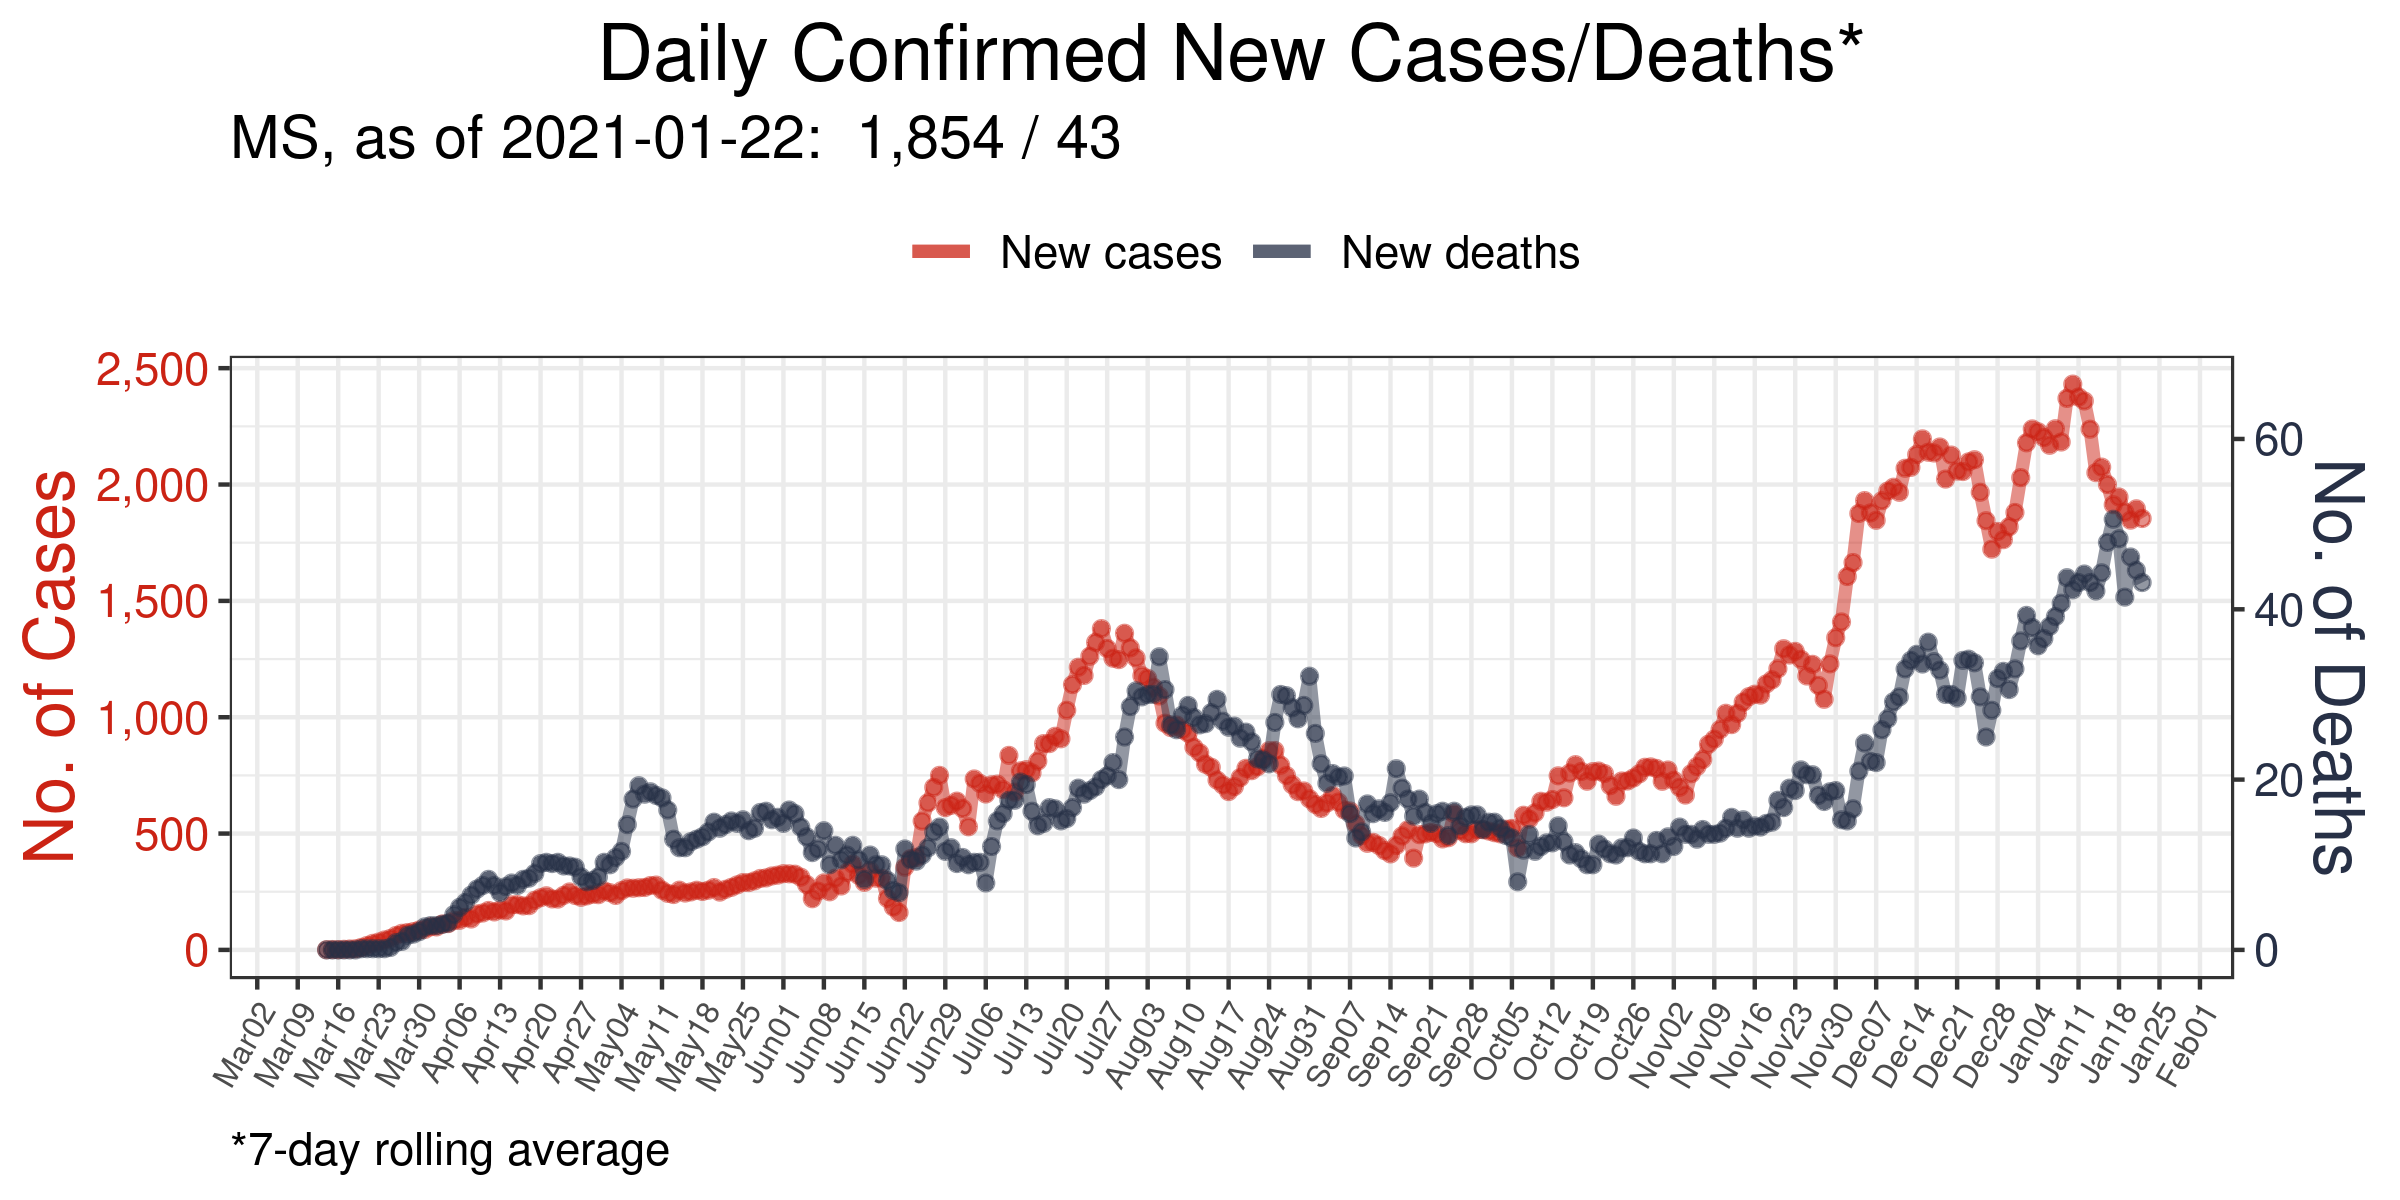 Daily Confirmed New Cases/Deaths*
MS, as of 2021-01-22:  1,854 / 43
New cases New deaths
No. of Cases
2,500
2,000
1,500
1,000
500
0
60
40
20
0
No. of Deaths
Mar02 Mar09 Mar16 Mar23 Mar30 Apr06 Apr13 Apr20 Apr27 May04 May11 May18 May25 Jun01 Jun08 Jun15 Jun22 Jun29 Jul06 Jul13 Jul20 Jul27 Aug03 Aug10 Aug17 Aug24 Aug31 Sep07 Sep14 Sep21 Sep28 Oct05 Oct12 Oct19 Oct26 Nov02 Nov09 Nov16 Nov23 Nov30 Dec07 Dec14 Dec21 Dec28 Jan04 Jan11 Jan18 Jan25 Feb01
*7-day rolling average